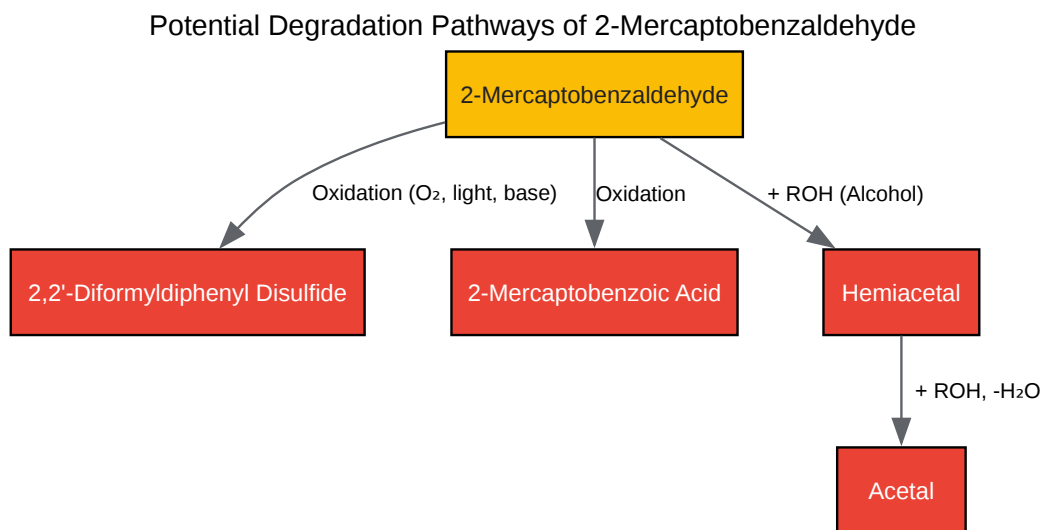 Potential Degradation Pathways of 2-Mercaptobenzaldehyde
2-Mercaptobenzaldehyde
Oxidation (O₂, light, base)
Oxidation
+ ROH (Alcohol)
2,2'-Diformyldiphenyl Disulfide
2-Mercaptobenzoic Acid
Hemiacetal
+ ROH, -H₂O
Acetal